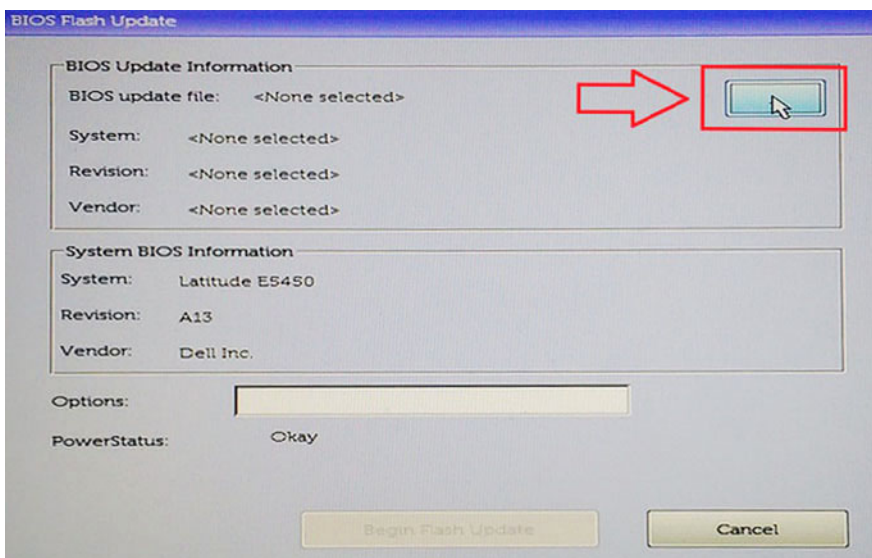 BIOS Flash Update
BIOS Update Information
BIOS update file: <None selected>
System: <None selected>
Revision: <None selected>
Vendor: <None selected>
System BIOS Information
System: Latitude E5450
Revision: A13
Vendor: Dell Inc.
Options:
PowerStatus: Okay
Begin Flash Update Cancel